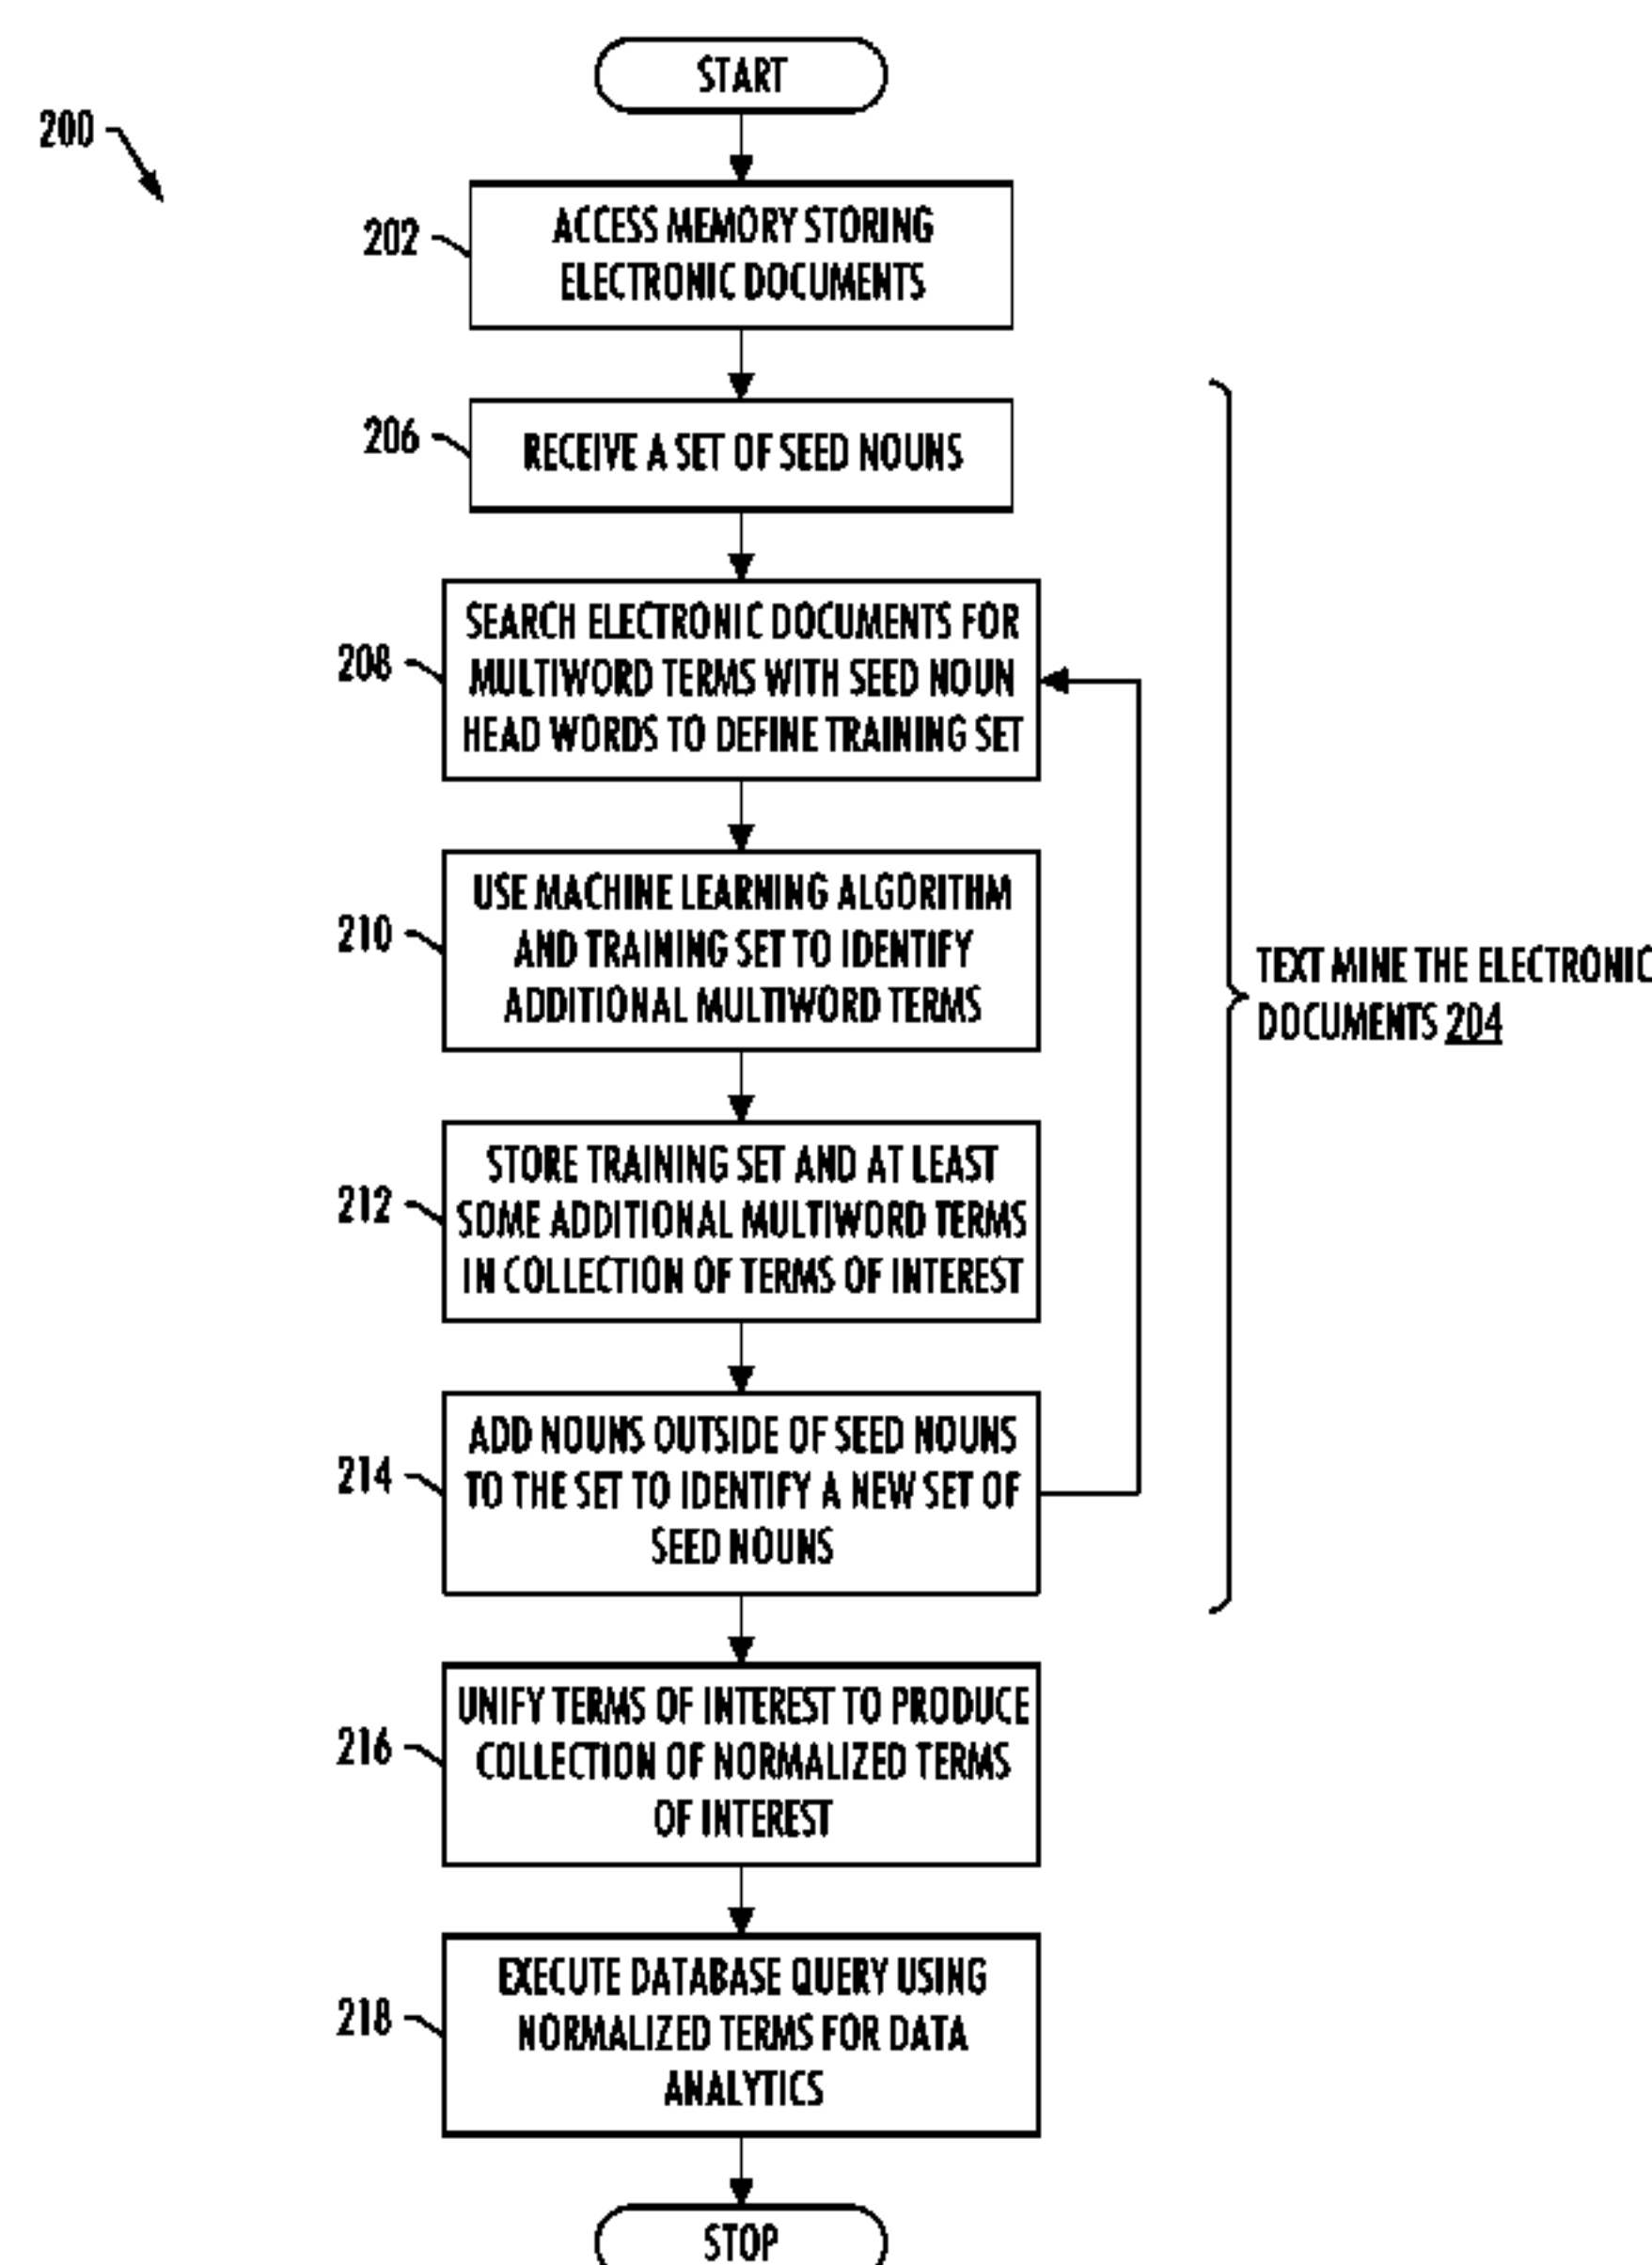 START
200
202
ACCESS MEMORY STORING
ELECTRONIC DOCUMENTS
206
RECEIVE A SET OF SEED NOUNS
208
SEARCH ELECTRONIC DOCUMENTS FOR
MULTIWORD TERMS WITH SEED NOUN
HEAD WORDS TO DEFINE TRAINING SET
210
USE MACHINE LEARNING ALGORITHM
AND TRAINING SET TO IDENTIFY
ADDITIONAL MULTIWORD TERMS
TEXT MINE THE ELECTRONIC
DOCUMENTS 204
212
STORE TRAINING SET AND AT LEAST
SOME ADDITIONAL MULTIWORD TERMS
IN COLLECTION OF TERMS OF INTEREST
214
ADD NOUNS OUTSIDE OF SEED NOUNS
TO THE SET TO IDENTIFY A NEW SET OF
SEED NOUNS
216
UNIFY TERMS OF INTEREST TO PRODUCE
COLLECTION OF NORMALIZED TERMS
OF INTEREST
218
EXECUTE DATABASE QUERY USING
NORMALIZED TERMS FOR DATA
ANALYTICS
STOP